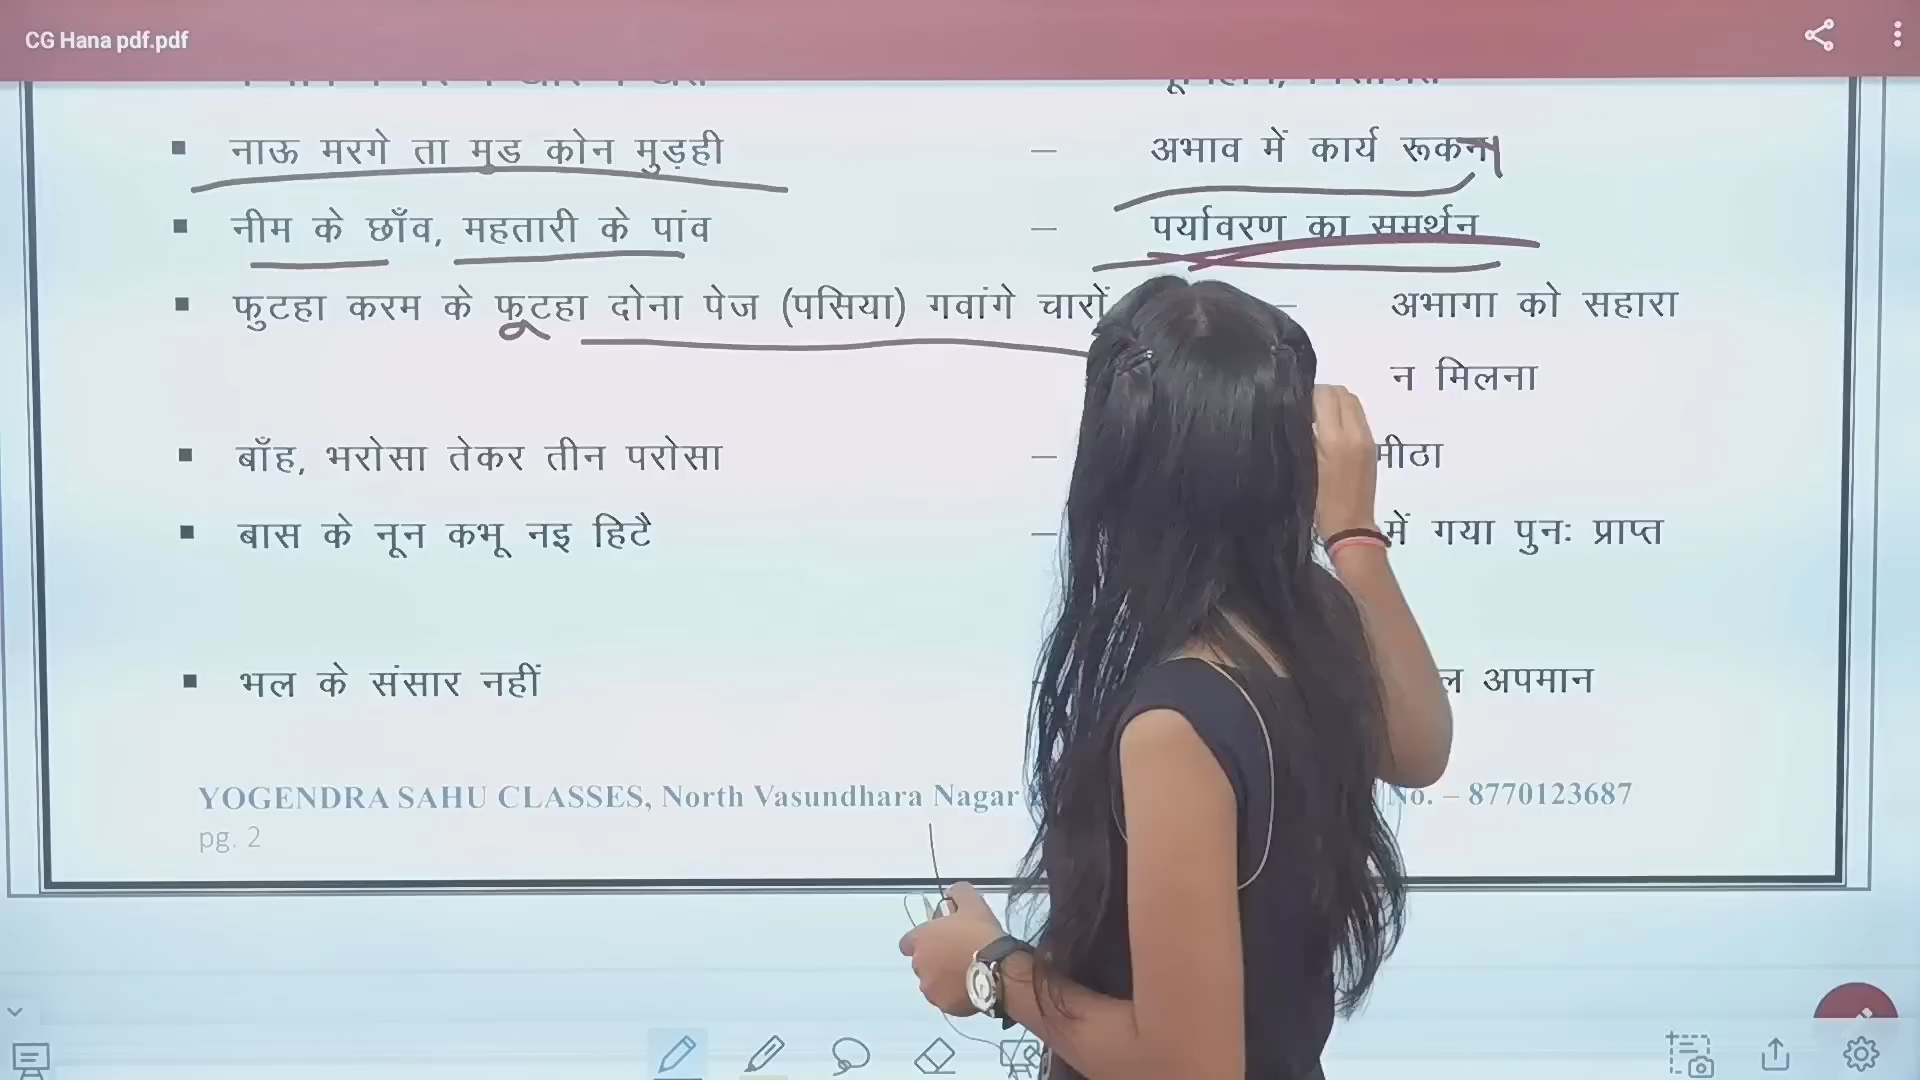 CG Hana pdf.pdf
नाऊ मरगे ता मुड कोन मुड़ही – अभाव में कार्य रूकना
नीम के छाँव, महतारी के पांव – पर्यावरण का समर्थन
फुटहा करम के फूटहा दोना पेज (पसिया) गवांगे चारों – अभागा को सहारा
न मिलना
बाँह, भरोसा तेकर तीन परोसा – मीठा
बास के नून कभू नइ हिटै – में गया पुनः प्राप्त
भल के संसार नहीं – अपमान
YOGENDRA SAHU CLASSES, North Vasundhara Nagar No. – 8770123687
pg. 2